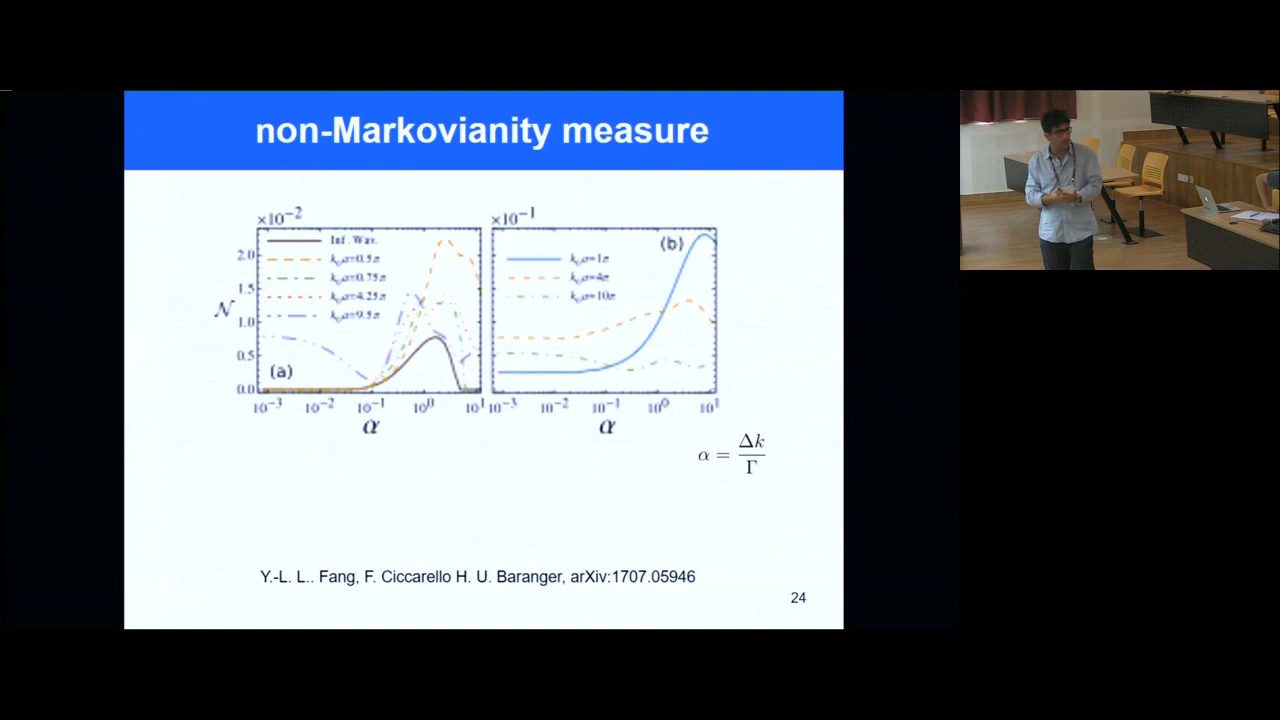 non-Markovianity measure
×10⁻²
2.0
1.5
1.0
0.5
0.0
𝒩
Inf. Wav.
k₀a=0.5π
k₀a=0.75π
k₀a=4.25π
k₀a=9.5π
(a)
10⁻³ 10⁻² 10⁻¹ 10⁰ 10¹
α
×10⁻¹
(b)
k₀a=1π
k₀a=4π
k₀a=10π
10⁻³ 10⁻² 10⁻¹ 10⁰ 10¹
α
α = Δk / Γ
Y.-L. L.. Fang, F. Ciccarello H. U. Baranger, arXiv:1707.05946
24